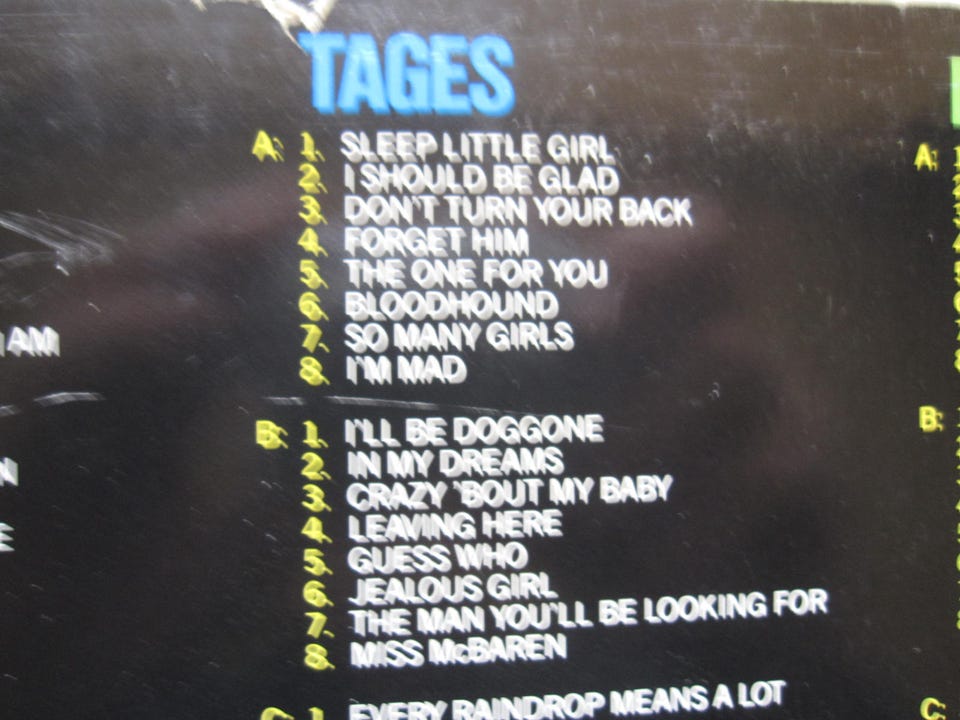 TAGES
A: 1. SLEEP LITTLE GIRL
2. I SHOULD BE GLAD
3. DON'T TURN YOUR BACK
4. FORGET HIM
5. THE ONE FOR YOU
6. BLOODHOUND
7. SO MANY GIRLS
8. I'M MAD
B: 1. I'LL BE DOGGONE
2. IN MY DREAMS
3. CRAZY 'BOUT MY BABY
4. LEAVING HERE
5. GUESS WHO
6. JEALOUS GIRL
7. THE MAN YOU'LL BE LOOKING FOR
8. MISS McBAREN
C: 1. EVERY RAINDROP MEANS A LOT
AM
A:
B:
C: